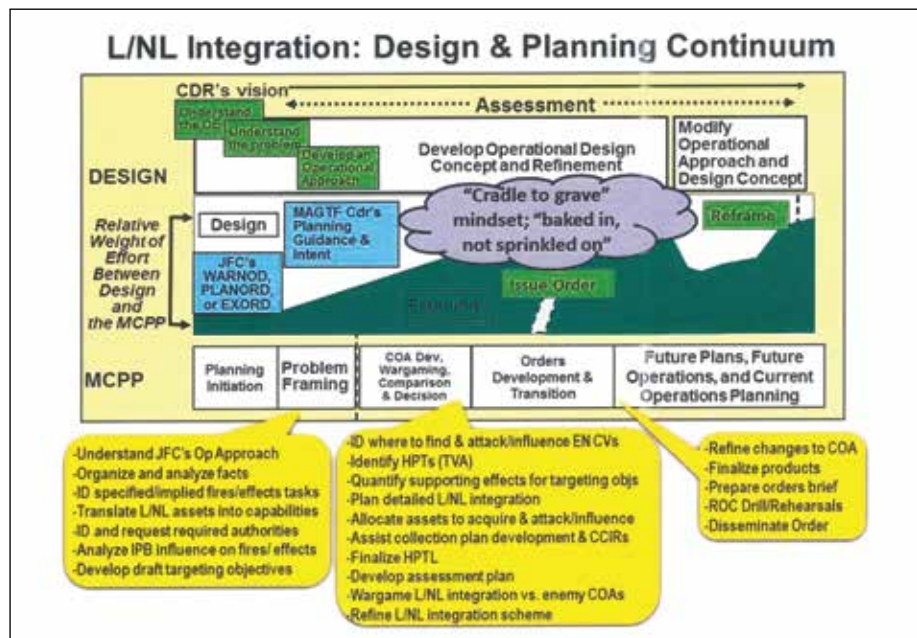 L/NL Integration: Design & Planning Continuum
CDR's vision
Assessment
Understand
the OE
Understand
the problem
Develop an
Operational
Approach
DESIGN
Develop Operational Design
Concept and Refinement
Modify
Operational
Approach and
Design Concept
Relative
Weight of
Effort
Between
Design
and
the MCPP
Design
MAGTF Cdr's
Planning
Guidance &
Intent
JFC's
WARNOD,
PLANORD,
or EXORD
"Cradle to grave"
mindset; "baked in,
not sprinkled on"
Reframe
Issue Order
MCPP
Planning
Initiation
Problem
Framing
COA Dev,
Wargaming,
Comparison
& Decision
Orders
Development &
Transition
Future Plans, Future
Operations, and Current
Operations Planning
-Understand JFC's Op Approach
-Organize and analyze facts
-ID specified/implied fires/effects tasks
-Translate L/NL assets into capabilities
-ID and request required authorities
-Analyze IPB influence on fires/ effects
-Develop draft targeting objectives
-ID where to find & attack/influence EN CVs
-Identify HPTs (TVA)
-Quantify supporting effects for targeting objs
-Plan detailed L/NL integration
-Allocate assets to acquire & attack/influence
-Assist collection plan development & CCIRs
-Finalize HPTL
-Develop assessment plan
-Wargame L/NL integration vs. enemy COAs
-Refine L/NL integration scheme
-Refine changes to COA
-Finalize products
-Prepare orders brief
-ROC Drill/Rehearsals
-Disseminate Order